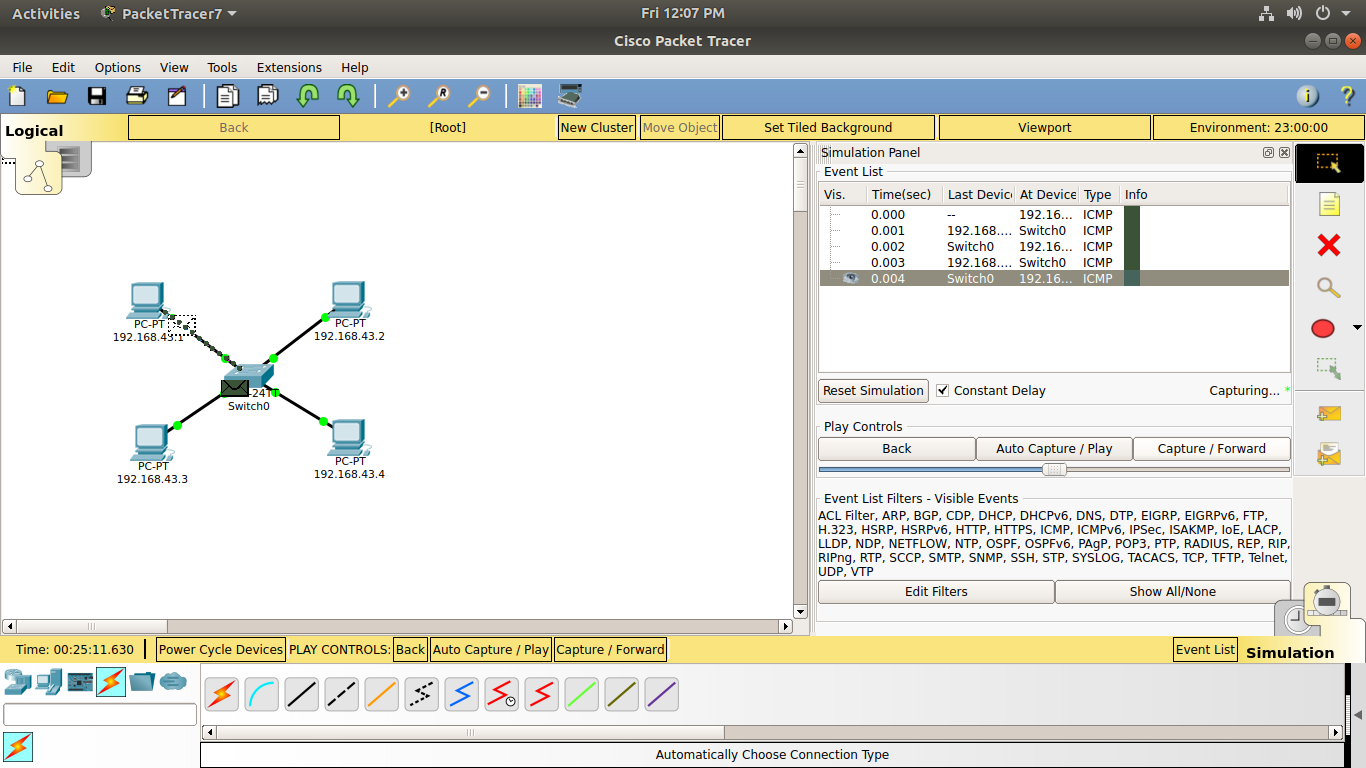 Activities PacketTracer7 Fri 12:07 PM
Cisco Packet Tracer
File Edit Options View Tools Extensions Help
Logical Back [Root] New Cluster Move Object Set Tiled Background Viewport Environment: 23:00:00
PC-PT
192.168.43.1
PC-PT
192.168.43.2
-24T
Switch0
PC-PT
192.168.43.3
PC-PT
192.168.43.4
Simulation Panel
Event List
Vis. Time(sec) Last Device At Device Type Info
0.000 -- 192.16... ICMP
0.001 192.168.... Switch0 ICMP
0.002 Switch0 192.16... ICMP
0.003 192.168.... Switch0 ICMP
0.004 Switch0 192.16... ICMP
Reset Simulation Constant Delay Capturing... *
Play Controls
Back Auto Capture / Play Capture / Forward
Event List Filters - Visible Events
ACL Filter, ARP, BGP, CDP, DHCP, DHCPv6, DNS, DTP, EIGRP, EIGRPv6, FTP,
H.323, HSRP, HSRPv6, HTTP, HTTPS, ICMP, ICMPv6, IPSec, ISAKMP, IoE, LACP,
LLDP, NDP, NETFLOW, NTP, OSPF, OSPFv6, PAgP, POP3, PTP, RADIUS, REP, RIP,
RIPng, RTP, SCCP, SMTP, SNMP, SSH, STP, SYSLOG, TACACS, TCP, TFTP, Telnet,
UDP, VTP
Edit Filters Show All/None
Time: 00:25:11.630 Power Cycle Devices PLAY CONTROLS: Back Auto Capture / Play Capture / Forward Event List Simulation
Automatically Choose Connection Type